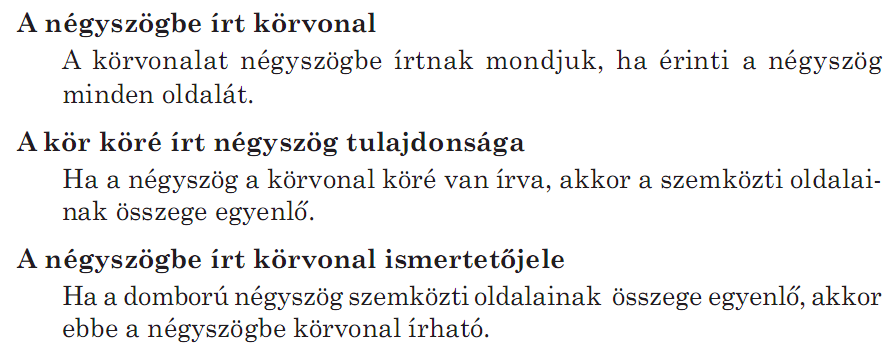 A négyszögbe írt körvonal
A körvonalat négyszögbe írtnak mondjuk, ha érinti a négyszög
minden oldalát.
A kör köré írt négyszög tulajdonsága
Ha a négyszög a körvonal köré van írva, akkor a szemközti oldalai-
nak összege egyenlő.
A négyszögbe írt körvonal ismertetőjele
Ha a domború négyszög szemközti oldalainak összege egyenlő, akkor
ebbe a négyszögbe körvonal írható.